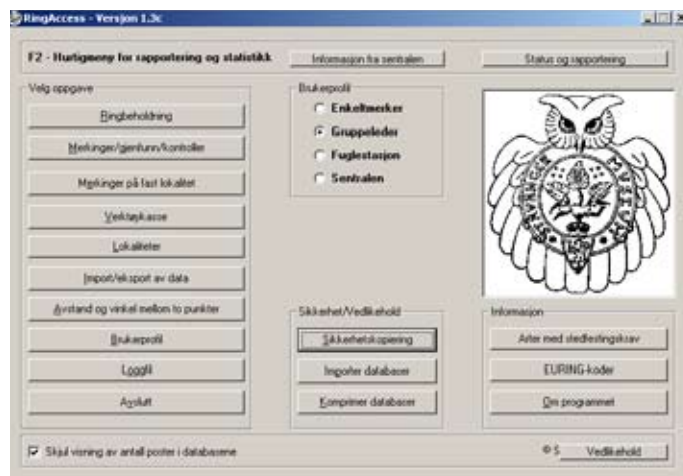 RingAccess - Versjon 1.3c
F2 - Hurtigmeny for rapportering og statistikk
Informasjon fra sentralen
Status og rapportering
Velg oppgave
Ringbeholdning
Merkinger/gjenfunn/kontroller
Merkinger på fast lokalitet
Verktøykasse
Lokaliteter
Import/eksport av data
Avstand og vinkel mellom to punkter
Brukerprofil
Loggfil
Avslutt
Brukerprofil
Enkeltmerker
Gruppeleder
Fuglestasjon
Sentralen
STAVANGER MUSEUM
Sikkerhet/Vedlikehold
Sikkerhetskopiering
Importer databaser
Komprimer databaser
Informasjon
Arter med stedfestingskrav
EURING-koder
Om programmet
Skjul visning av antall poster i databasene
© S
Vedlikehold